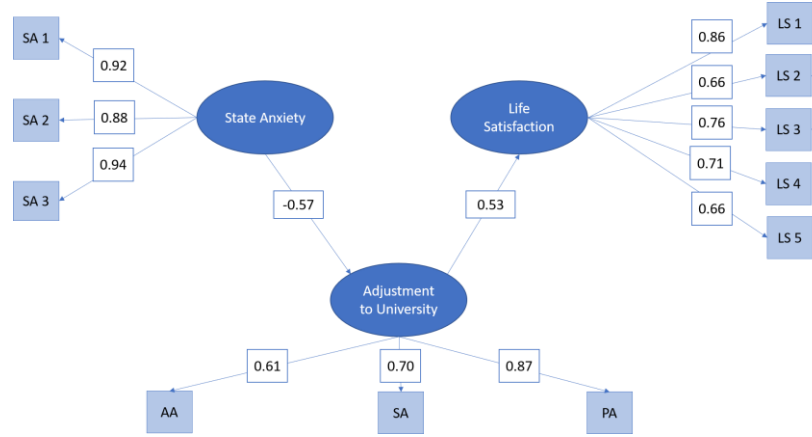 SA 1
0.92
SA 2
0.88
SA 3
0.94
State Anxiety
Life
Satisfaction
0.86
LS 1
0.66
LS 2
0.76
LS 3
0.71
LS 4
0.66
LS 5
-0.57
0.53
Adjustment
to University
0.61
0.70
0.87
AA
SA
PA